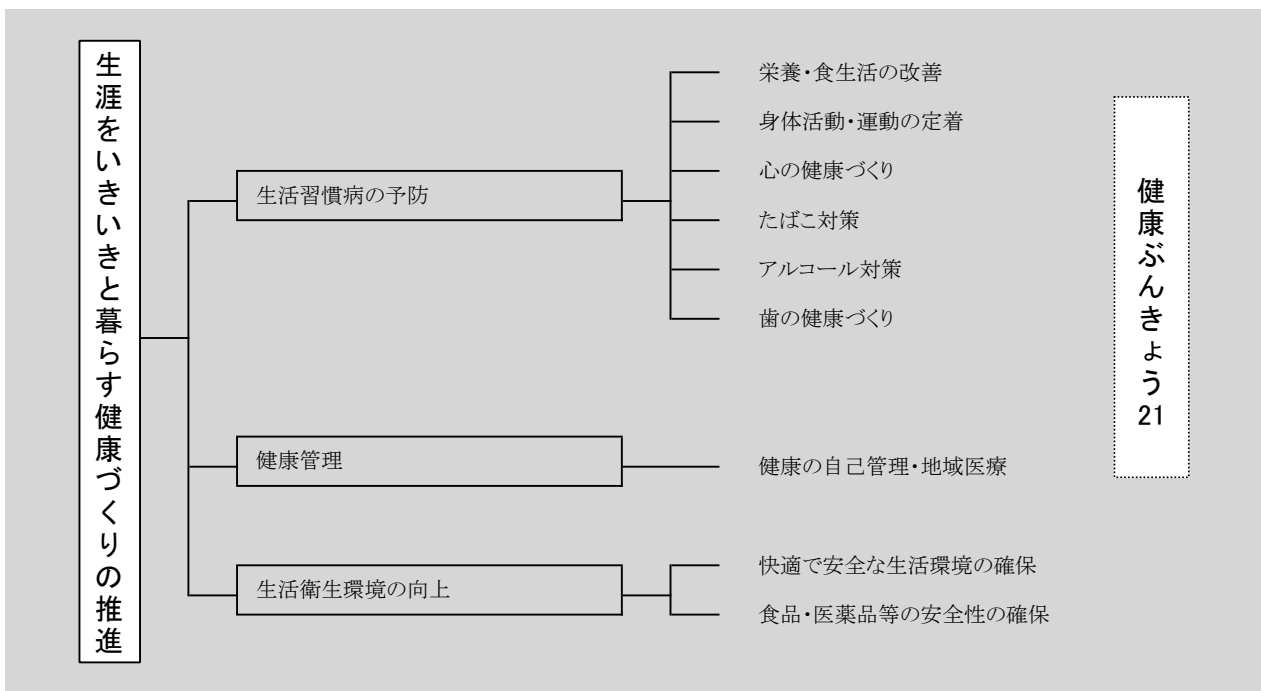 生涯をいきいきと暮らす健康づくりの推進
生活習慣病の予防
栄養・食生活の改善
身体活動・運動の定着
心の健康づくり
たばこ対策
アルコール対策
歯の健康づくり
健康管理
健康の自己管理・地域医療
生活衛生環境の向上
快適で安全な生活環境の確保
食品・医薬品等の安全性の確保
健康ぶんきょう21